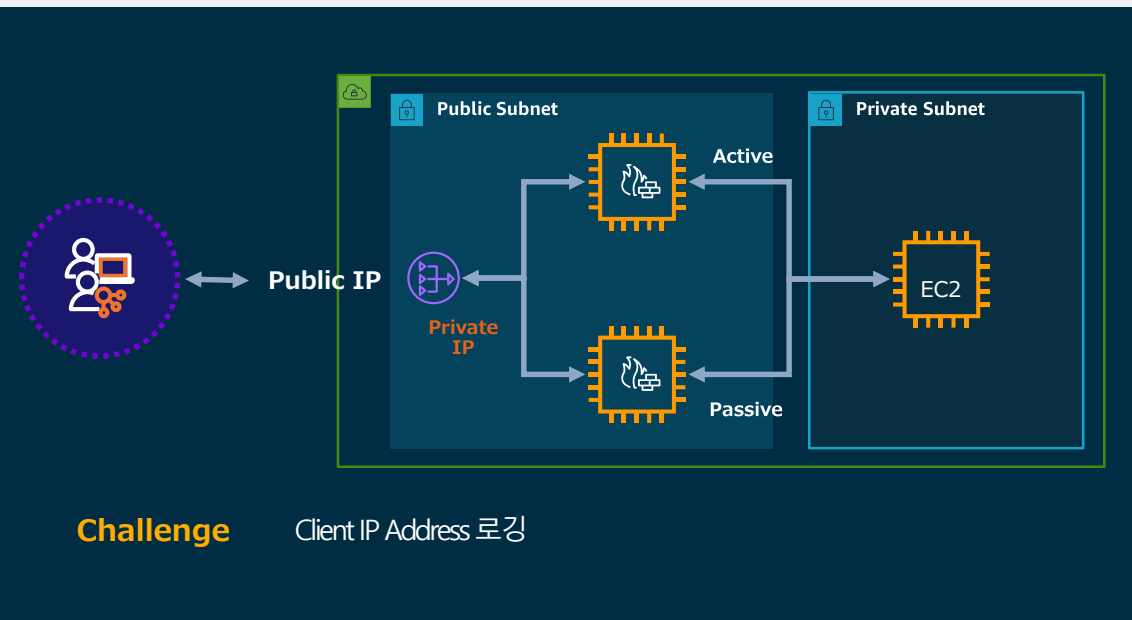 Public Subnet
Private Subnet
Active
Public IP
EC2
Private
IP
Passive
Challenge
Client IP Address 로깅